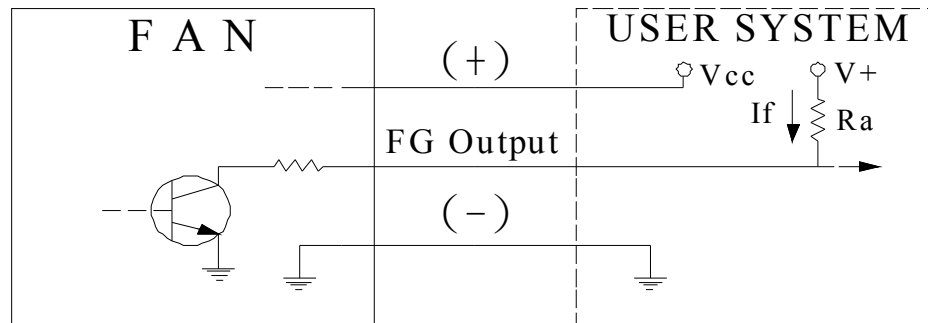 F A N
USER SYSTEM
(+)
Vcc
V+
If
Ra
FG Output
(-)